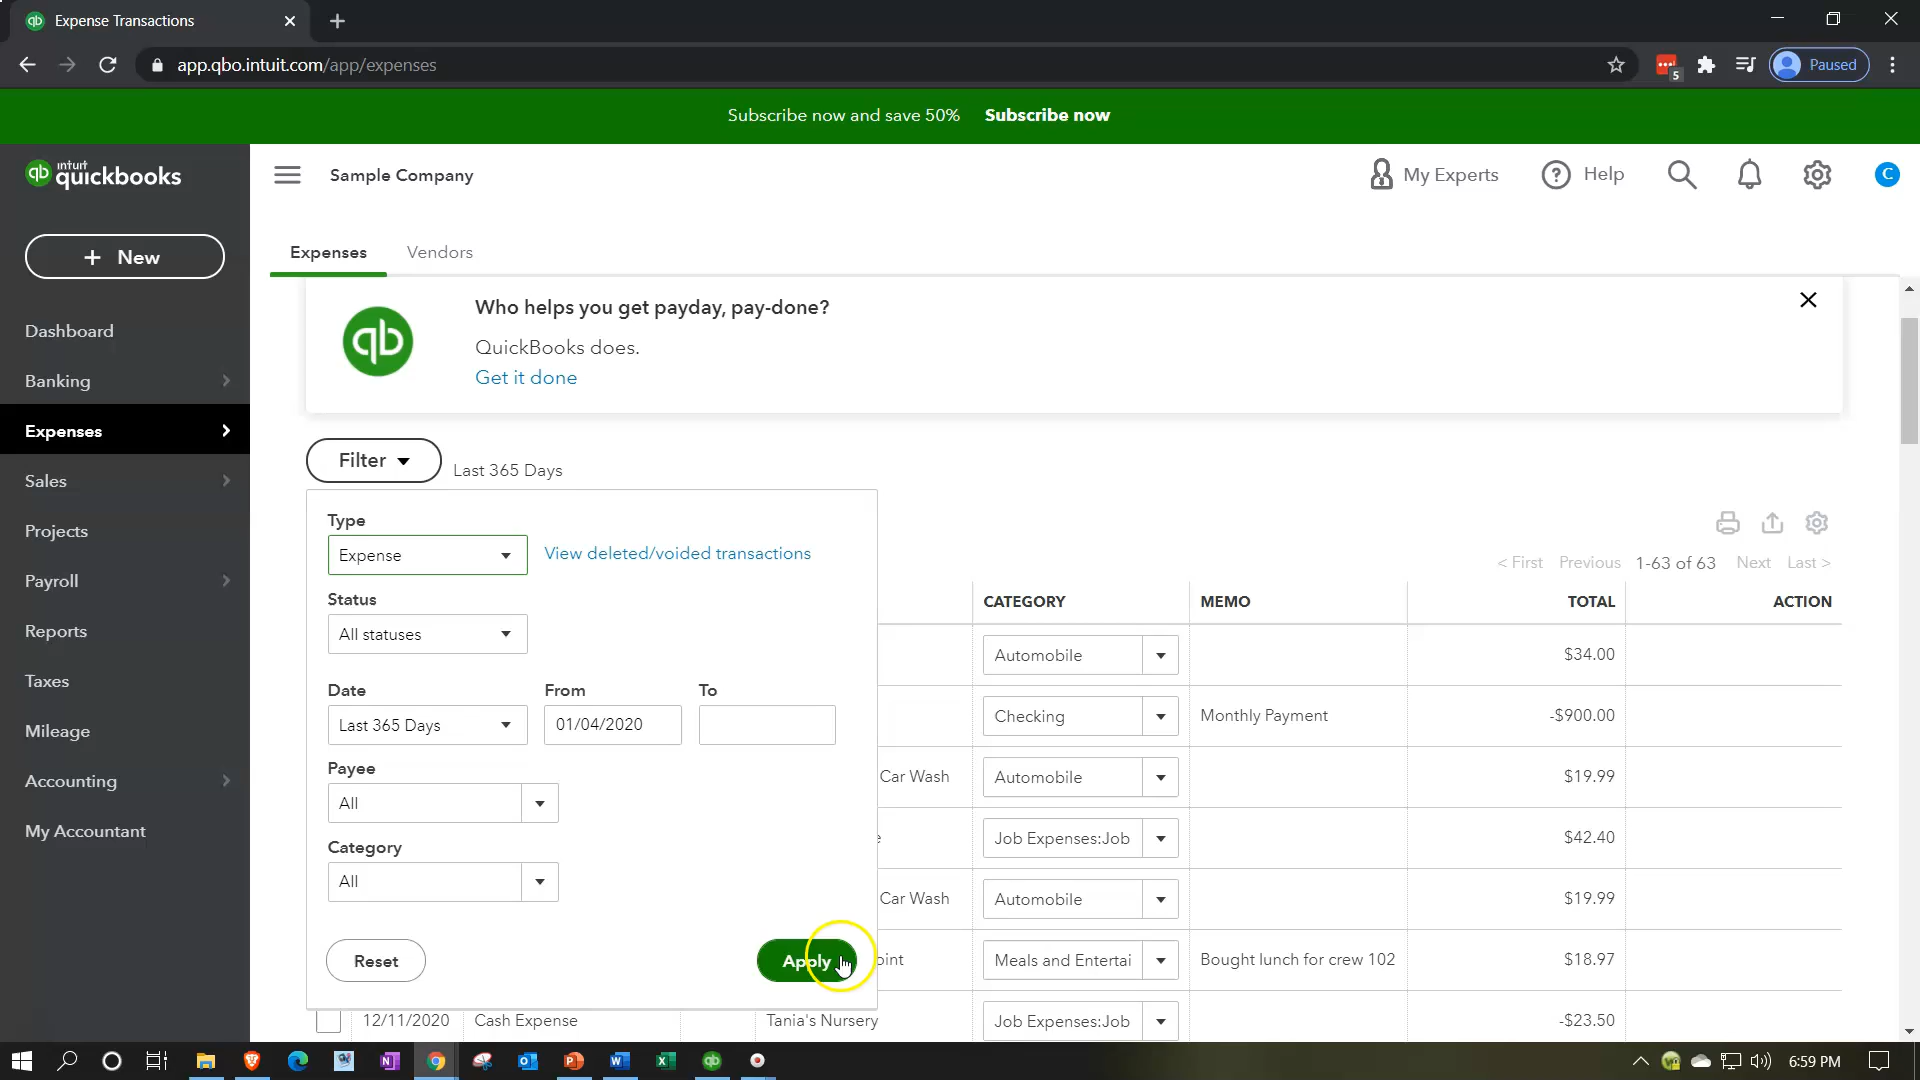 Expense Transactions
app.qbo.intuit.com/app/expenses
5
Paused
Subscribe now and save 50% Subscribe now
intuit
quickbooks
qb
Sample Company
My Experts
Help
C
+ New
Dashboard
Banking
Expenses
Sales
Projects
Payroll
Reports
Taxes
Mileage
Accounting
My Accountant
Expenses
Vendors
qb
Who helps you get payday, pay-done?
QuickBooks does.
Get it done
Filter
Last 365 Days
Type
Expense
View deleted/voided transactions
Status
All statuses
Date From To
Last 365 Days 01/04/2020
Payee
All
Category
All
Reset Apply
< First Previous 1-63 of 63 Next Last >
CATEGORY MEMO TOTAL ACTION
Automobile $34.00
Checking Monthly Payment -$900.00
Car Wash Automobile $19.99
e Job Expenses:Job $42.40
Car Wash Automobile $19.99
oint Meals and Entertai Bought lunch for crew 102 $18.97
12/11/2020 Cash Expense Tania's Nursery Job Expenses:Job -$23.50
6:59 PM